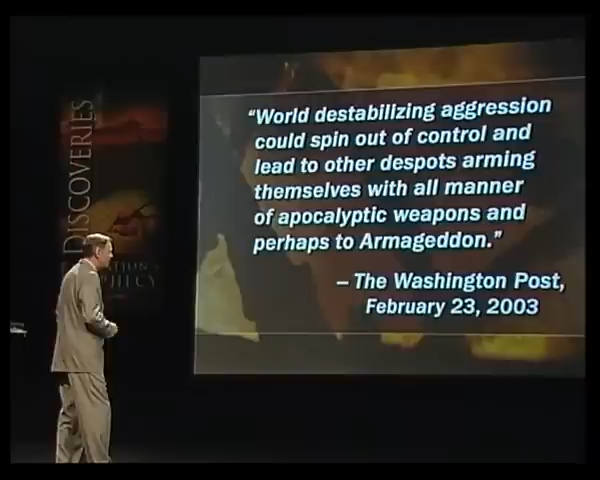 DISCOVERIES
"World destabilizing aggression
could spin out of control and
lead to other despots arming
themselves with all manner
of apocalyptic weapons and
perhaps to Armageddon."
– The Washington Post,
February 23, 2003